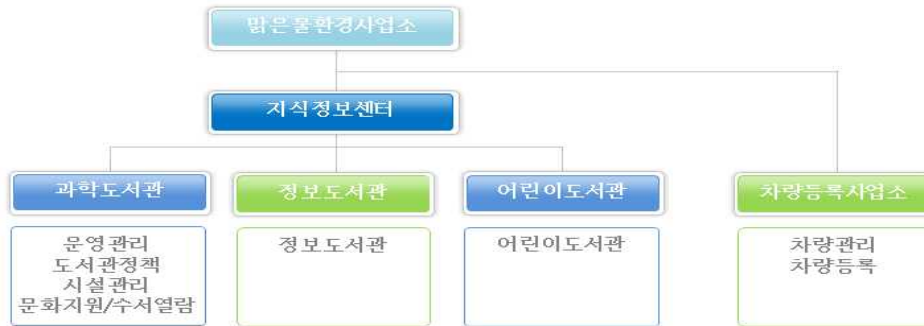 맑은물환경사업소
지식정보센터
과학도서관
정보도서관
어린이도서관
차량등록사업소
운영관리
도서관정책
시설관리
문화지원/수서열람
정보도서관
어린이도서관
차량관리
차량등록